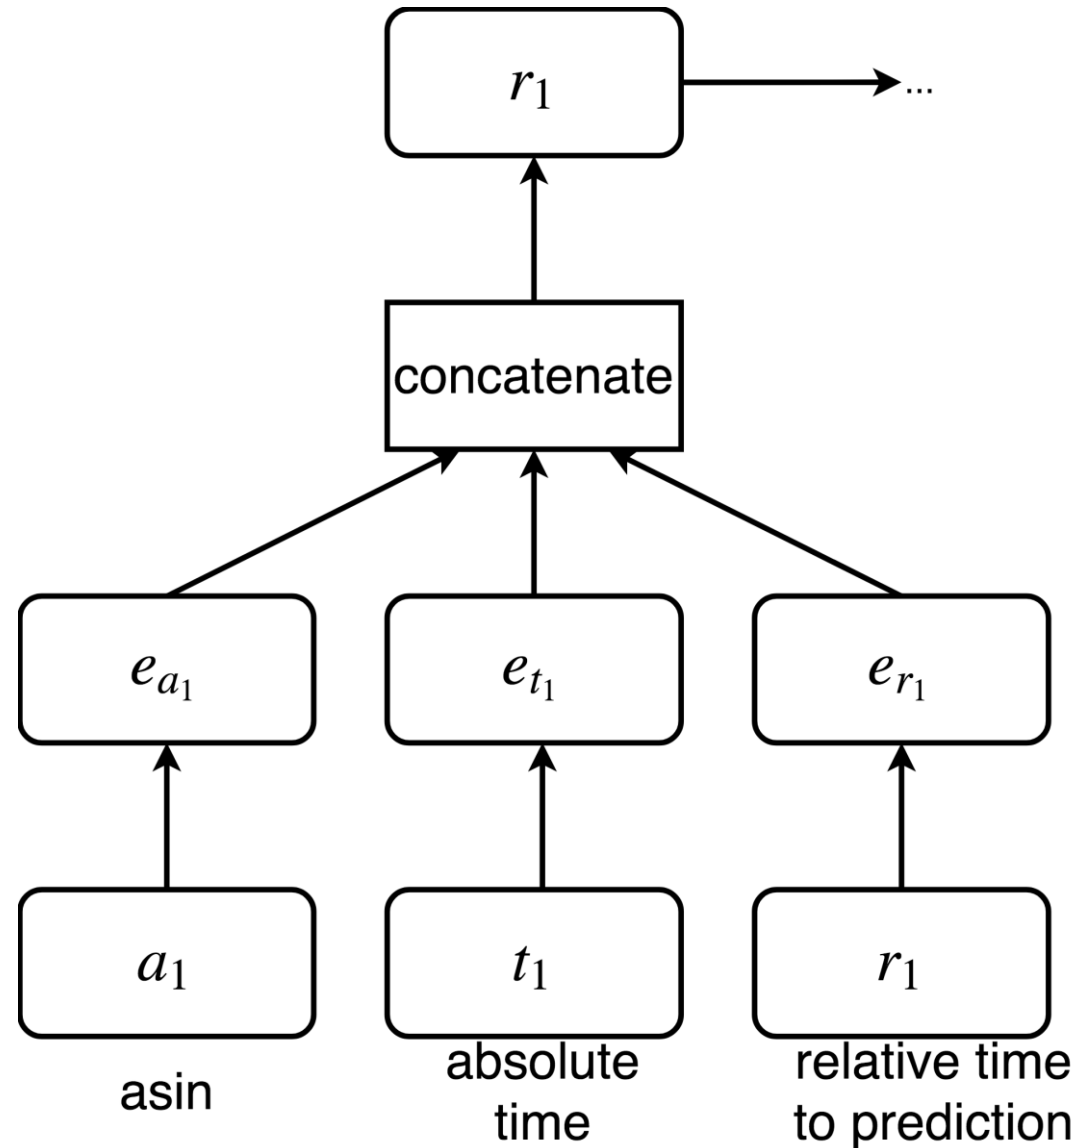 r₁
...
concatenate
eₐ₁ eₜ₁ eᵣ₁
a₁ t₁ r₁
asin
absolute
time
relative time
to prediction